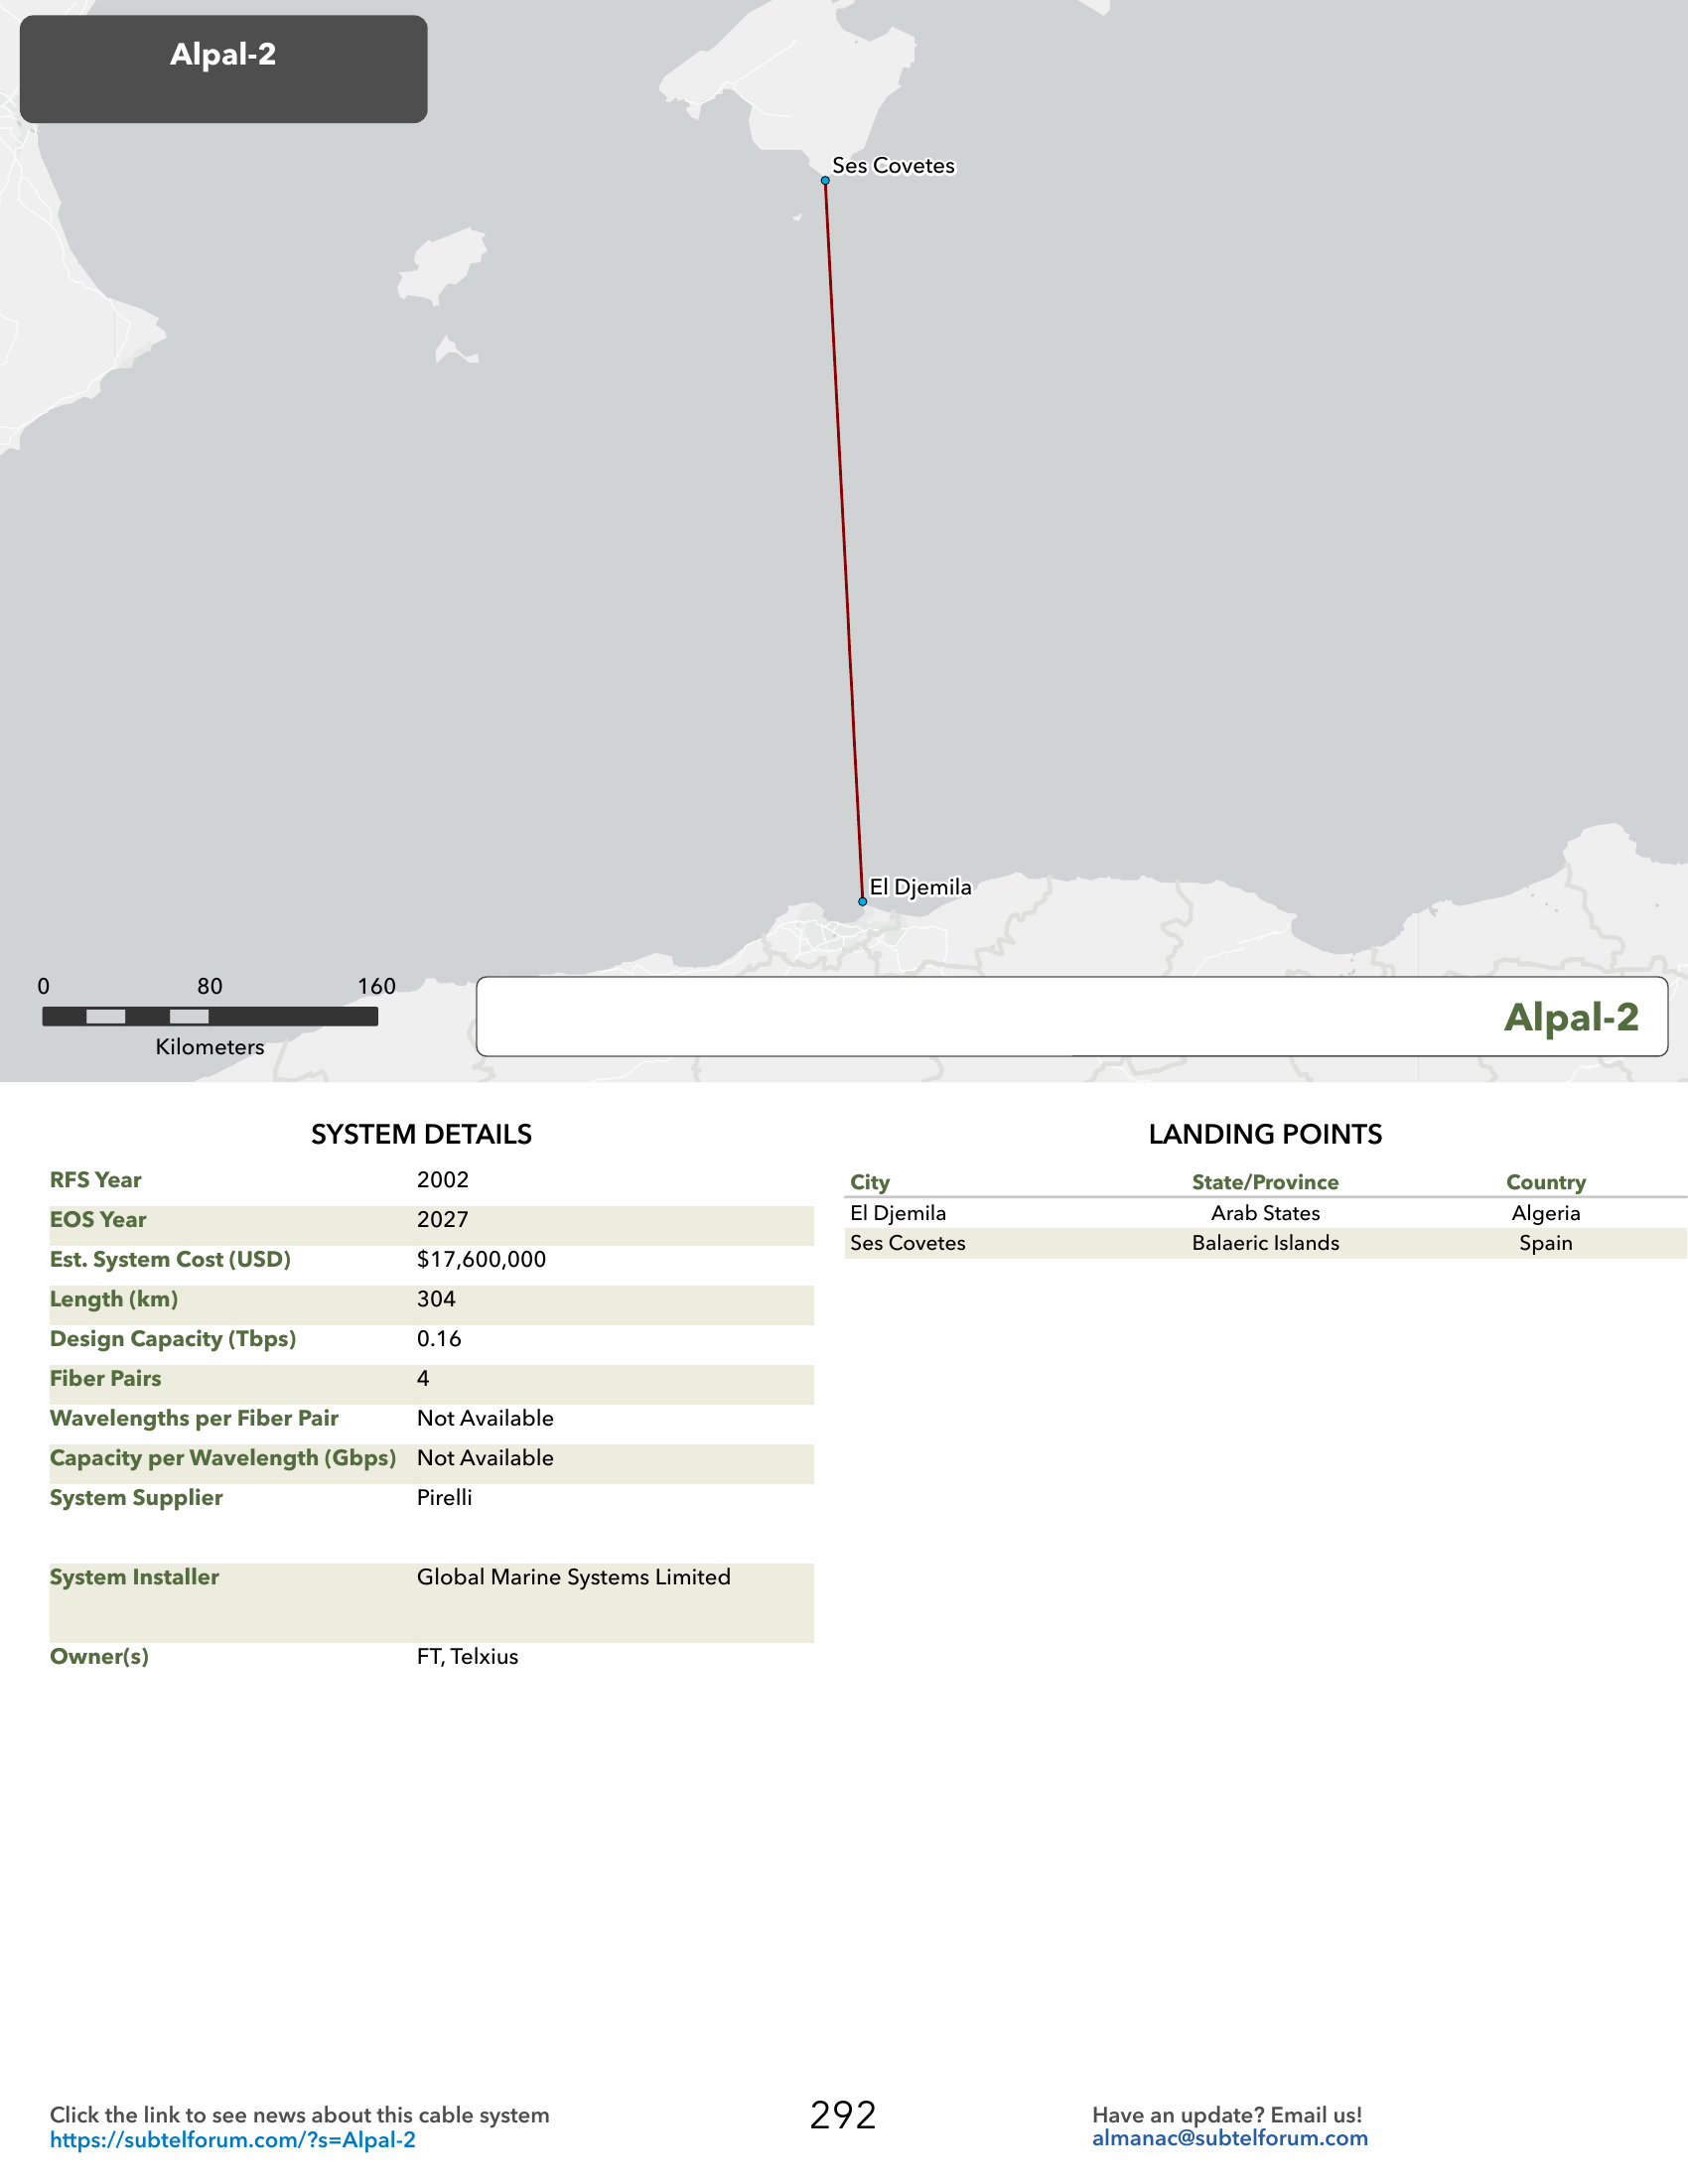 Alpal-2
Ses Covetes
El Djemila
0 80 160
Kilometers
Alpal-2
SYSTEM DETAILS
RFS Year 2002
EOS Year 2027
Est. System Cost (USD) $17,600,000
Length (km) 304
Design Capacity (Tbps) 0.16
Fiber Pairs 4
Wavelengths per Fiber Pair Not Available
Capacity per Wavelength (Gbps) Not Available
System Supplier Pirelli
System Installer Global Marine Systems Limited
Owner(s) FT, Telxius
LANDING POINTS
City State/Province Country
El Djemila Arab States Algeria
Ses Covetes Balaeric Islands Spain
Click the link to see news about this cable system
https://subtelforum.com/?s=Alpal-2
292
Have an update? Email us!
almanac@subtelforum.com